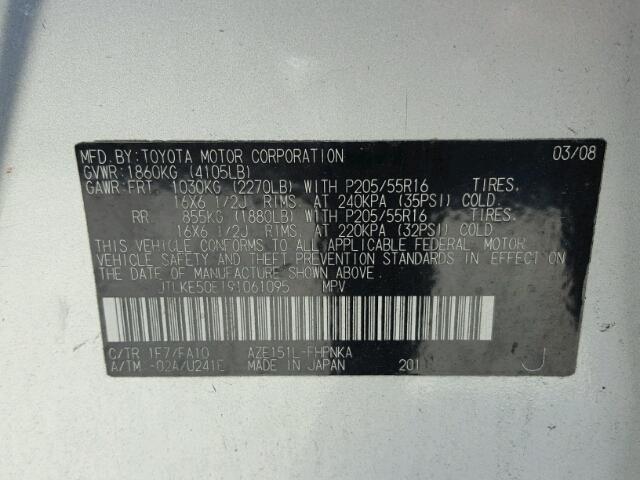 MFD.BY:TOYOTA MOTOR CORPORATION 03/08
GVWR:1860KG (4105LB)
GAWR:FRT. 1030KG (2270LB) WITH P205/55R16 TIRES.
16X6 1/2J RIMS. AT 240KPA (35PSI) COLD.
RR. 855KG (1880LB) WITH P205/55R16 TIRES.
16X6 1/2J RIMS. AT 220KPA (32PSI) COLD.
THIS VEHICLE CONFORMS TO ALL APPLICABLE FEDERAL MOTOR
VEHICLE SAFETY AND THEFT PREVENTION STANDARDS IN EFFECT ON
THE DATE OF MANUFACTURE SHOWN ABOVE.
JTLKE50E191061095 MPV
C/TR 1F7/FA10 AZE151L-FHPNKA
A/TM -02A/U241E MADE IN JAPAN J